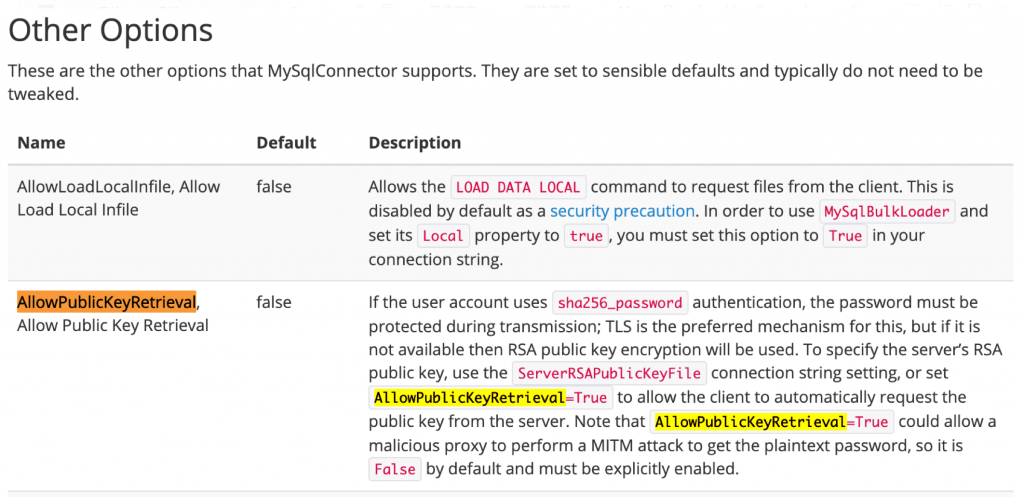 Other Options
These are the other options that MySqlConnector supports. They are set to sensible defaults and typically do not need to be
tweaked.
Name Default Description
AllowLoadLocalInfile, Allow false Allows the LOAD DATA LOCAL command to request files from the client. This is
Load Local Infile disabled by default as a security precaution. In order to use MySqlBulkLoader and
set its Local property to true, you must set this option to True in your
connection string.
AllowPublicKeyRetrieval, false If the user account uses sha256_password authentication, the password must be
Allow Public Key Retrieval protected during transmission; TLS is the preferred mechanism for this, but if it is
not available then RSA public key encryption will be used. To specify the server’s RSA
public key, use the ServerRSAPublicKeyFile connection string setting, or set
AllowPublicKeyRetrieval=True to allow the client to automatically request the
public key from the server. Note that AllowPublicKeyRetrieval=True could allow a
malicious proxy to perform a MITM attack to get the plaintext password, so it is
False by default and must be explicitly enabled.